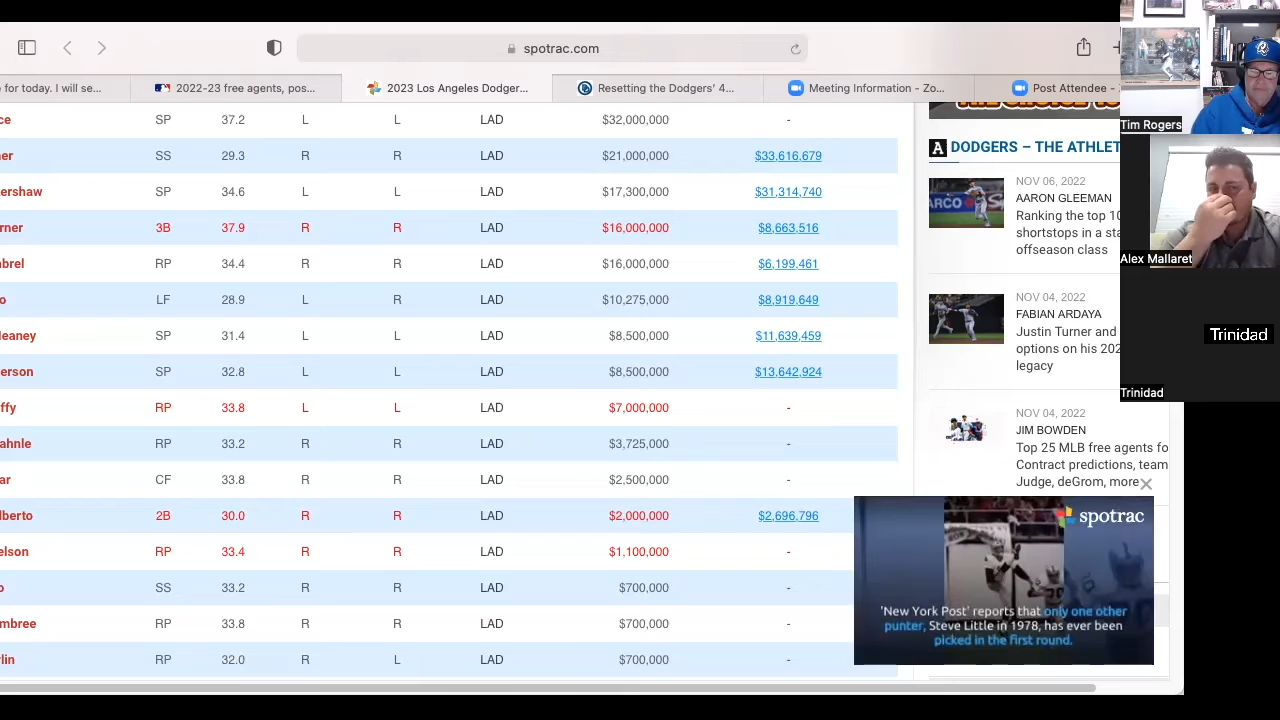 spotrac.com
e for today. I will se...
2022-23 free agents, pos...
2023 Los Angeles Dodger...
Resetting the Dodgers' 4...
Meeting Information - Zo...
Post Attendee - Z
ce SP 37.2 L L LAD $32,000,000 -
ner SS 29.3 R R LAD $21,000,000 $33,616,679
ershaw SP 34.6 L L LAD $17,300,000 $31,314,740
rner 3B 37.9 R R LAD $16,000,000 $8,663,516
nbrel RP 34.4 R R LAD $16,000,000 $6,199,461
o LF 28.9 L R LAD $10,275,000 $8,919,649
Heaney SP 31.4 L L LAD $8,500,000 $11,639,459
erson SP 32.8 L L LAD $8,500,000 $13,642,924
ffy RP 33.8 L L LAD $7,000,000 -
ahnle RP 33.2 R R LAD $3,725,000 -
ar CF 33.8 R R LAD $2,500,000 -
lberto 2B 30.0 R R LAD $2,000,000 $2,696,796
elson RP 33.4 R R LAD $1,100,000 -
o SS 33.2 R R LAD $700,000 -
mbree RP 33.8 R R LAD $700,000 -
lin RP 32.0 R L LAD $700,000 -
A DODGERS – THE ATHLET
NOV 06, 2022
AARON GLEEMAN
Ranking the top 10
shortstops in a sta
offseason class
NOV 04, 2022
FABIAN ARDAYA
Justin Turner and
options on his 202
legacy
NOV 04, 2022
JIM BOWDEN
Top 25 MLB free agents fo
Contract predictions, team
Judge, deGrom, more
spotrac
'New York Post' reports that only one other
punter, Steve Little in 1978, has ever been
picked in the first round.
Tim Rogers
Alex Mallaret
Trinidad
Trinidad